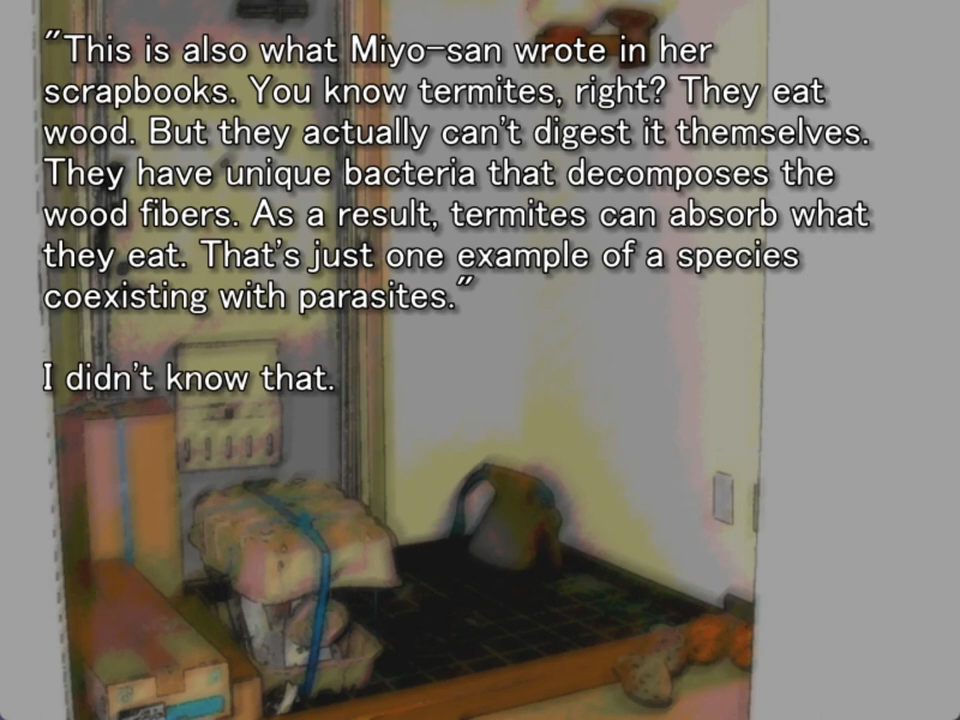 "This is also what Miyo-san wrote in her
scrapbooks. You know termites, right? They eat
wood. But they actually can't digest it themselves.
They have unique bacteria that decomposes the
wood fibers. As a result, termites can absorb what
they eat. That's just one example of a species
coexisting with parasites."
I didn't know that.